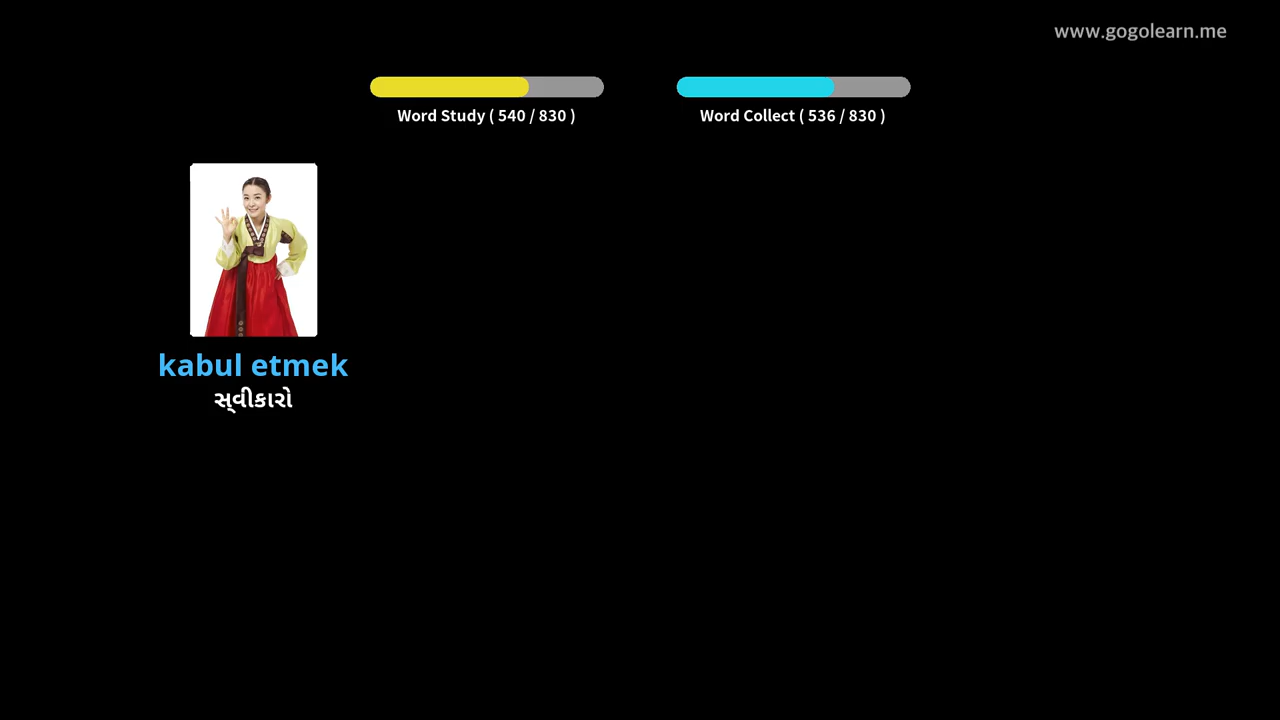 www.gogolearn.me
Word Study ( 540 / 830 )
Word Collect ( 536 / 830 )
kabul etmek
સ્વીકારો